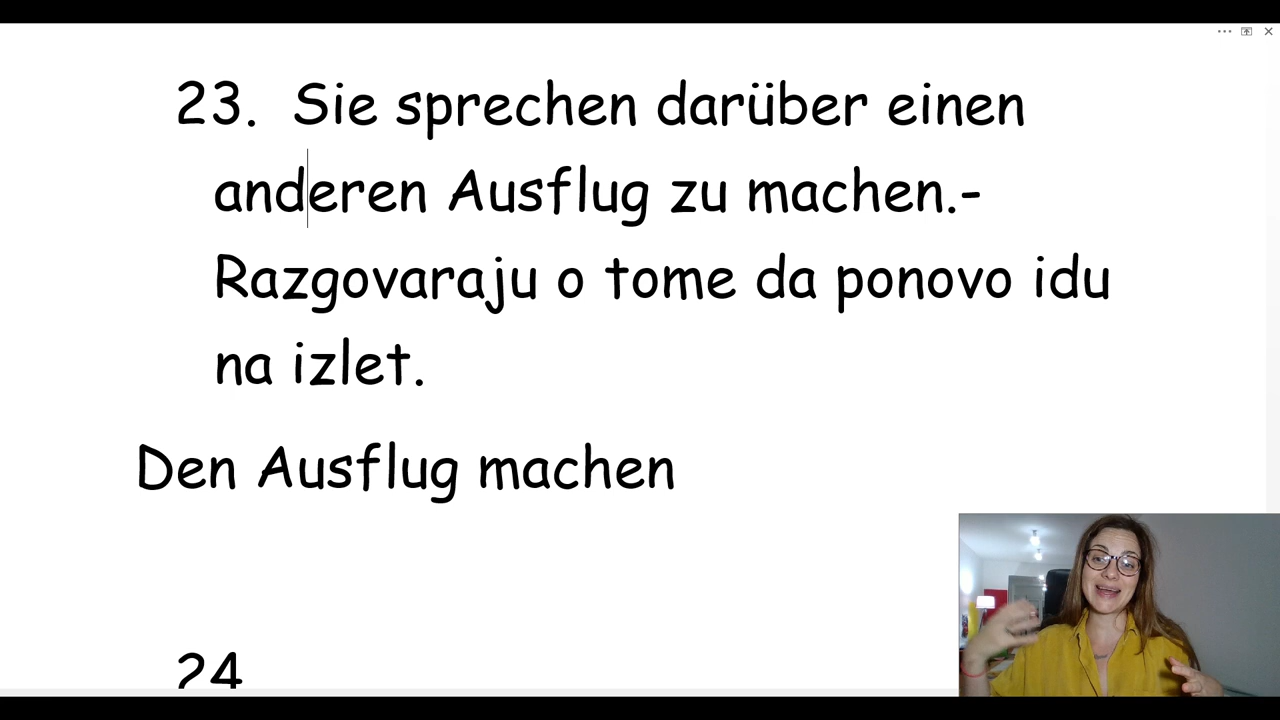 23. Sie sprechen darüber einen
anderen Ausflug zu machen.-
Razgovaraju o tome da ponovo idu
na izlet.
Den Ausflug machen
24